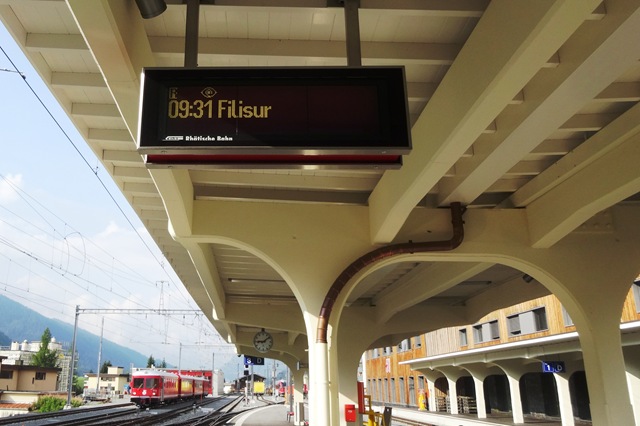 R
09:31 Filisur
Rhätische Bahn